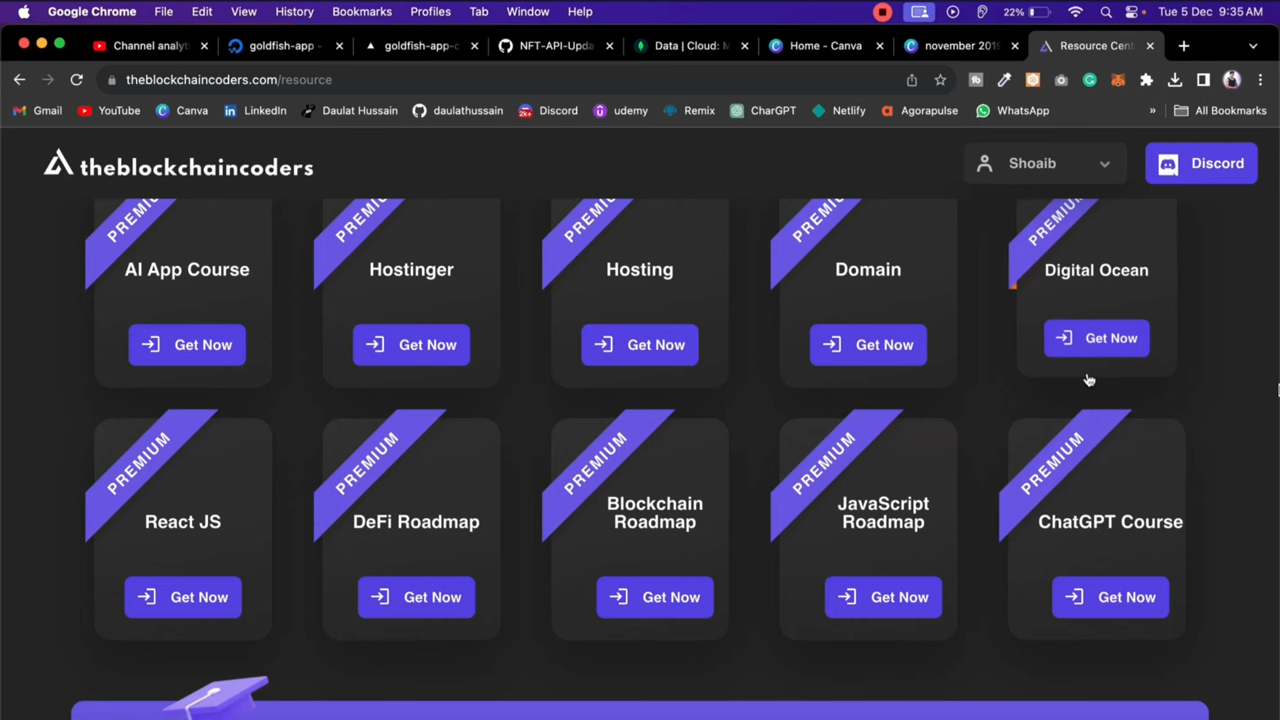 Google Chrome File Edit View History Bookmarks Profiles Tab Window Help 22% Tue 5 Dec 9:35 AM
Channel analyt goldfish-app - goldfish-app-c NFT-API-Upda Data | Cloud: M Home - Canva november 201 Resource Cent
theblockchaincoders.com/resource
Gmail YouTube Canva LinkedIn Daulat Hussain daulathussain Discord udemy Remix CharGPT Netlify Agorapulse WhatsApp » All Bookmarks
theblockchaincoders Shoaib Discord
PREMIUM PREMIUM PREMIUM PREMIUM PREMIUM
AI App Course Hostinger Hosting Domain Digital Ocean
Get Now Get Now Get Now Get Now Get Now
PREMIUM PREMIUM PREMIUM PREMIUM PREMIUM
React JS DeFi Roadmap Blockchain Roadmap JavaScript Roadmap ChatGPT Course
Get Now Get Now Get Now Get Now Get Now